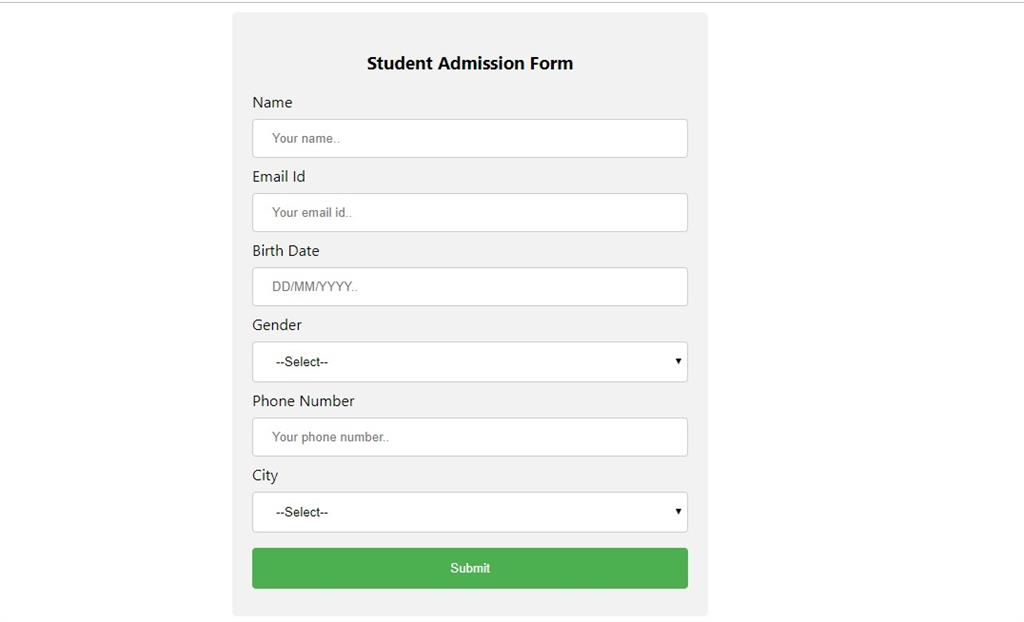 Student Admission Form
Name
Your name..
Email Id
Your email id..
Birth Date
DD/MM/YYYY..
Gender
--Select--
Phone Number
Your phone number..
City
--Select--
Submit